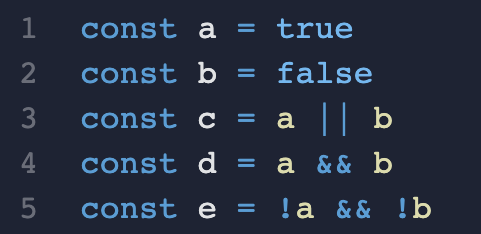 1 const a = true
2 const b = false
3 const c = a || b
4 const d = a && b
5 const e = !a && !b